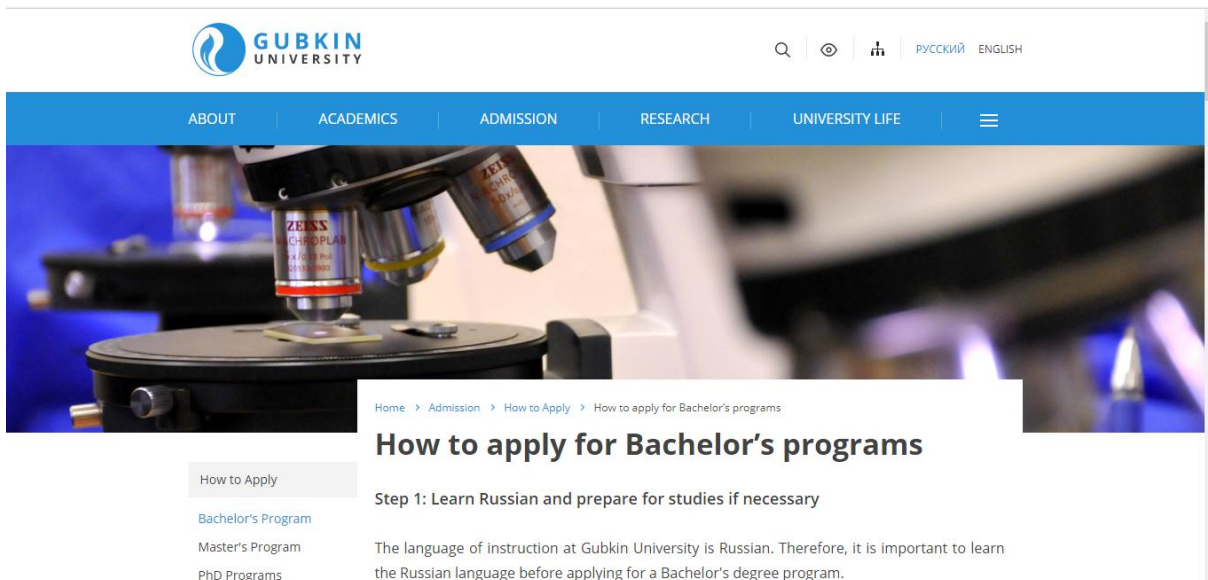 GUBKIN
UNIVERSITY
РУССКИЙ ENGLISH
ABOUT ACADEMICS ADMISSION RESEARCH UNIVERSITY LIFE
ZEISS
ZEISS
Home > Admission > How to Apply > How to apply for Bachelor's programs
How to apply for Bachelor's programs
How to Apply
Bachelor's Program
Master's Program
PhD Programs
Step 1: Learn Russian and prepare for studies if necessary
The language of instruction at Gubkin University is Russian. Therefore, it is important to learn
the Russian language before applying for a Bachelor's degree program.